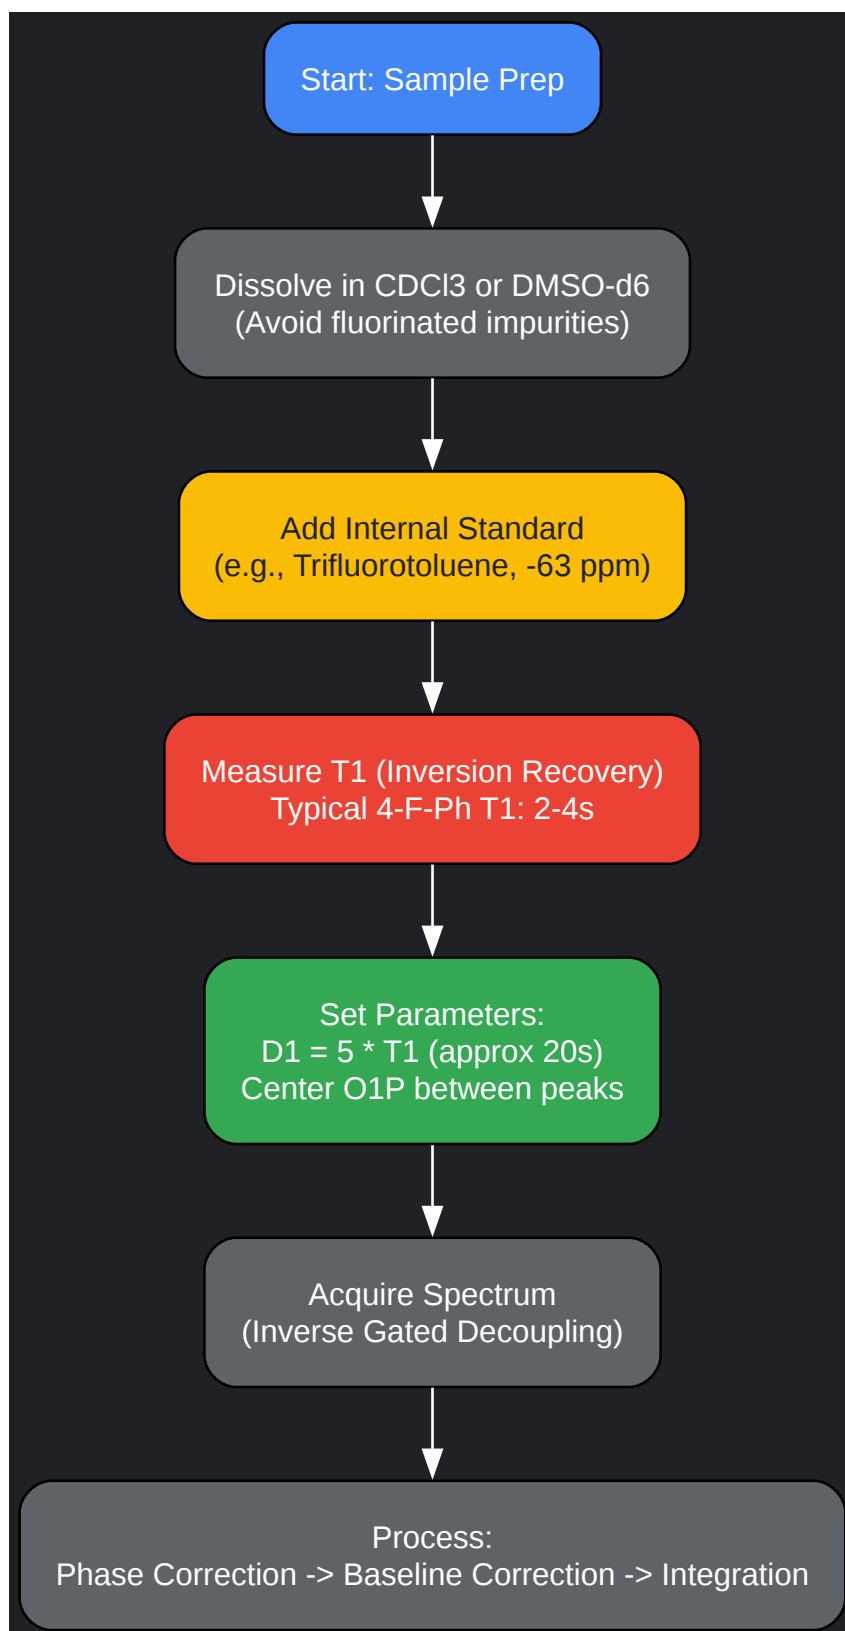 Start: Sample Prep
Dissolve in CDCl3 or DMSO-d6
(Avoid fluorinated impurities)
Add Internal Standard
(e.g., Trifluorotoluene, -63 ppm)
Measure T1 (Inversion Recovery)
Typical 4-F-Ph T1: 2-4s
Set Parameters:
D1 = 5 * T1 (approx 20s)
Center O1P between peaks
Acquire Spectrum
(Inverse Gated Decoupling)
Process:
Phase Correction -> Baseline Correction -> Integration